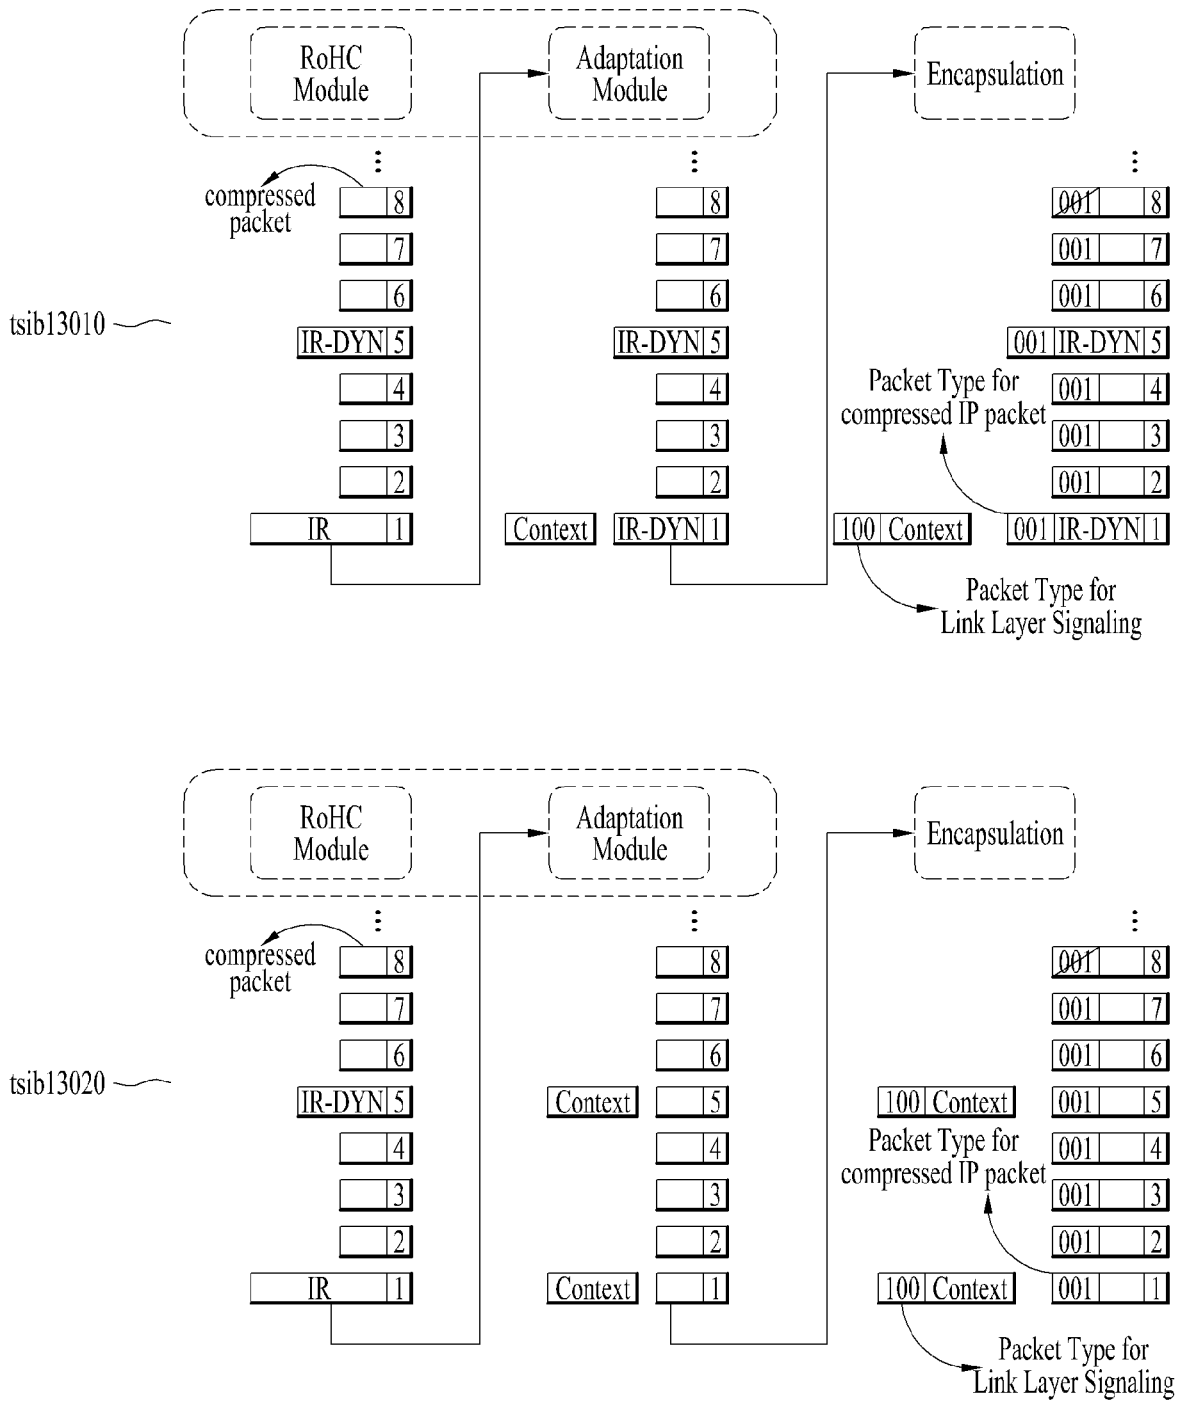 RoHC
Module
Adaptation
Module
Encapsulation
compressed
packet
8
8
001 8
7
7
001 7
6
6
001 6
tsib13010
IR-DYN 5
IR-DYN 5
001 IR-DYN 5
4
4
Packet Type for
compressed IP packet
001 4
3
3
001 3
2
2
001 2
IR 1
Context
IR-DYN 1
100 Context
001 IR-DYN 1
Packet Type for
Link Layer Signaling
RoHC
Module
Adaptation
Module
Encapsulation
compressed
packet
8
8
001 8
7
7
001 7
6
6
001 6
tsib13020
IR-DYN 5
Context
5
100 Context
001 5
4
4
Packet Type for
compressed IP packet
001 4
3
3
001 3
2
2
001 2
IR 1
Context
1
100 Context
001 1
Packet Type for
Link Layer Signaling